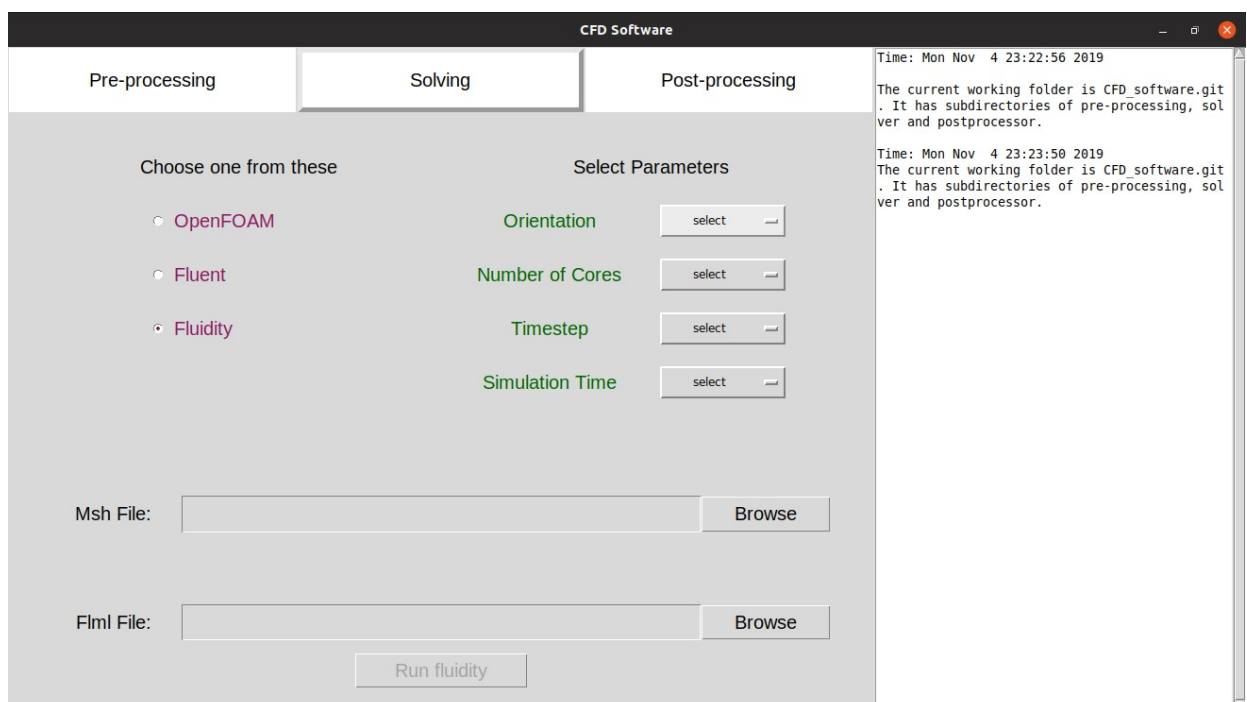 CFD Software
Pre-processing
Solving
Post-processing
Choose one from these
OpenFOAM
Fluent
Fluidity
Select Parameters
Orientation select
Number of Cores select
Timestep select
Simulation Time select
Msh File: Browse
Flml File: Browse
Run fluidity
Time: Mon Nov  4 23:22:56 2019
The current working folder is CFD_software.git
. It has subdirectories of pre-processing, sol
ver and postprocessor.
Time: Mon Nov  4 23:23:50 2019
The current working folder is CFD_software.git
. It has subdirectories of pre-processing, sol
ver and postprocessor.